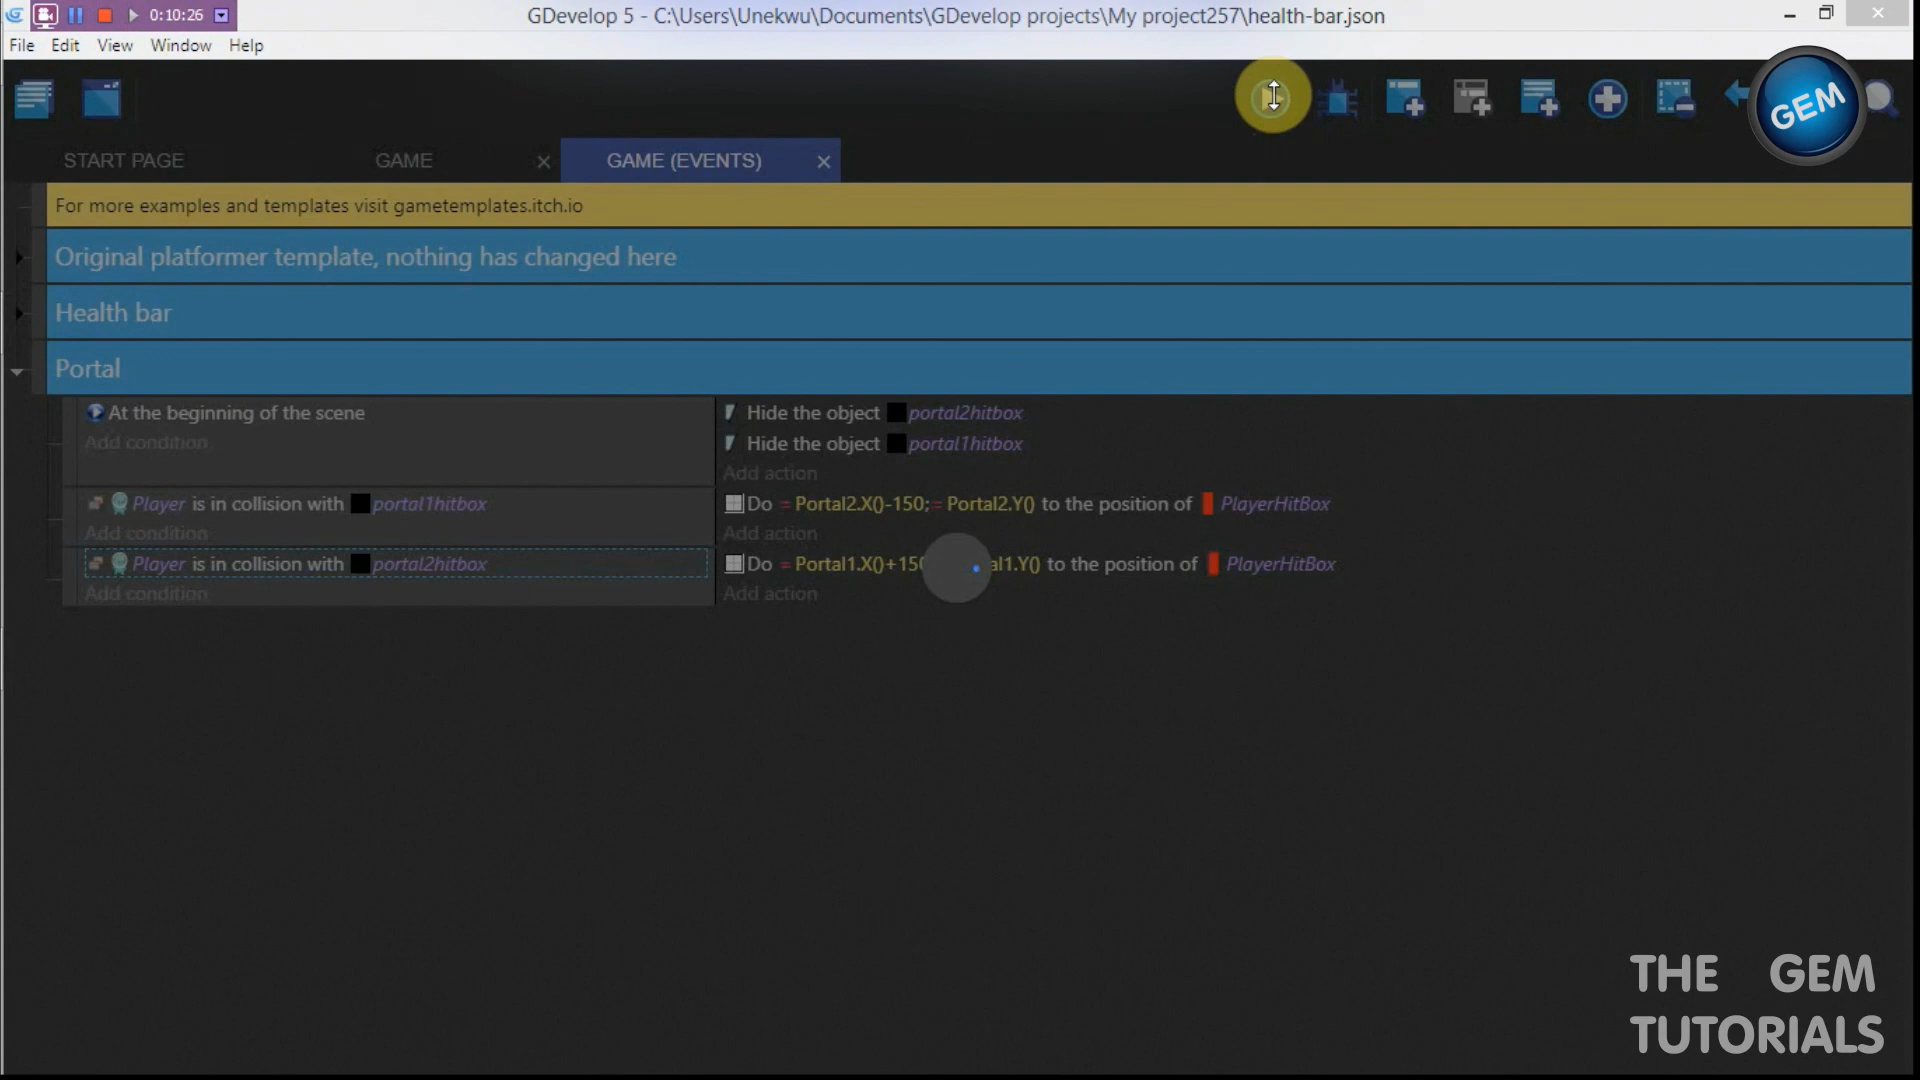 0:10:26
GDevelop 5 - C:\Users\Unekwu\Documents\GDevelop projects\My project257\health-bar.json
File Edit View Window Help
GEM
START PAGE
GAME
GAME (EVENTS)
For more examples and templates visit gametemplates.itch.io
Original platformer template, nothing has changed here
Health bar
Portal
At the beginning of the scene
Add condition
Hide the object portal2hitbox
Hide the object portal1hitbox
Add action
Player is in collision with portal1hitbox
Add condition
Do = Portal2.X()-150;= Portal2.Y() to the position of PlayerHitBox
Add action
Player is in collision with portal2hitbox
Add condition
Do = Portal1.X()+150 al1.Y() to the position of PlayerHitBox
Add action
THE GEM
TUTORIALS